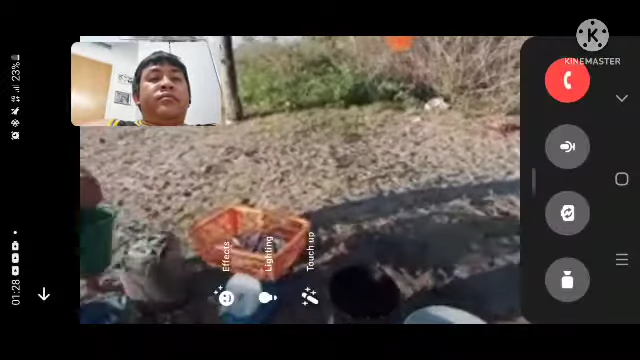 KINEMASTER
23%
Effects
Lighting
Touch up
01:28